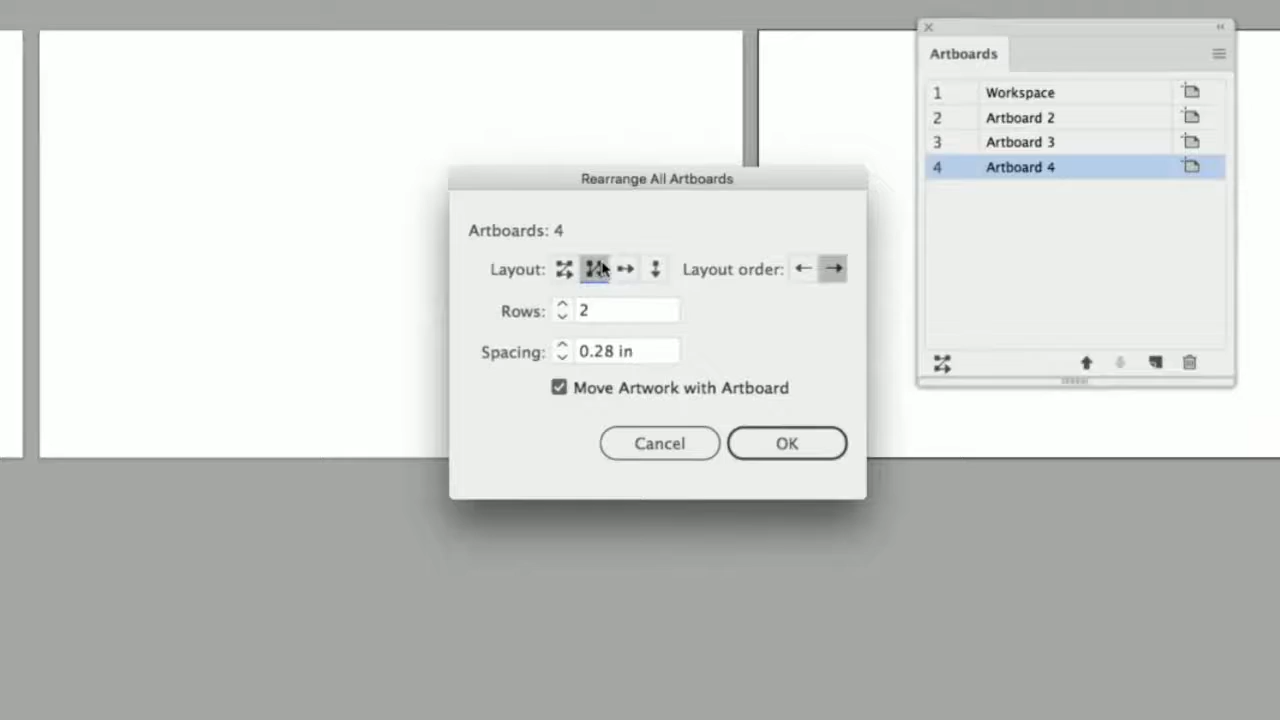 Artboards
1 Workspace
2 Artboard 2
3 Artboard 3
4 Artboard 4
Rearrange All Artboards
Artboards: 4
Layout: Layout order:
Rows: 2
Spacing: 0.28 in
Move Artwork with Artboard
Cancel OK